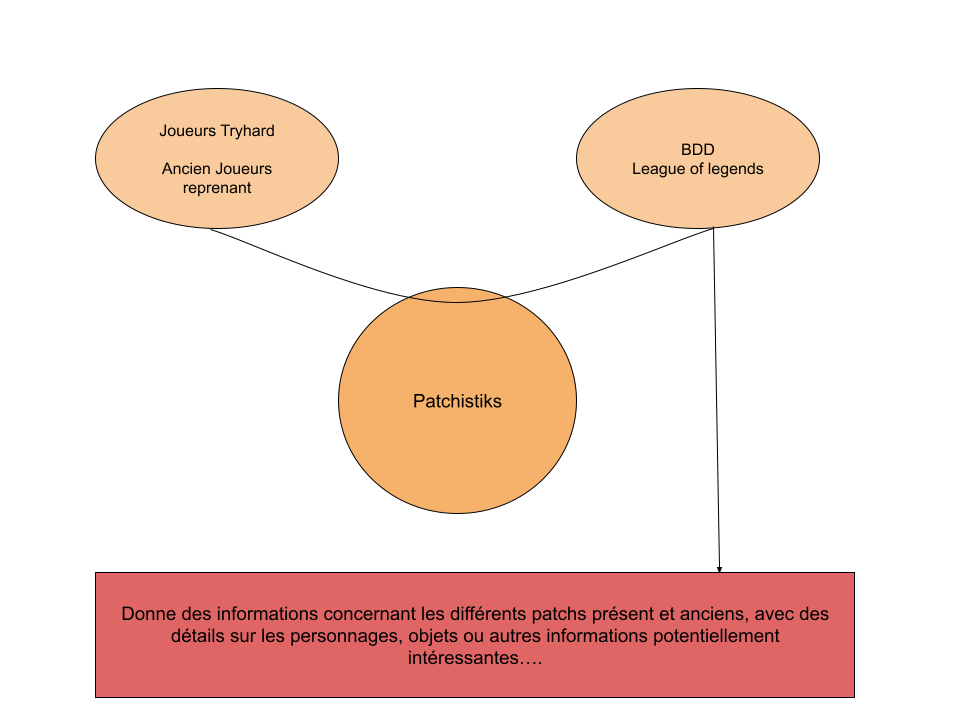 Joueurs Tryhard
Ancien Joueurs
reprenant
BDD
League of legends
Patchistiks
Donne des informations concernant les différents patchs présent et anciens, avec des
détails sur les personnages, objets ou autres informations potentiellement
intéressantes….